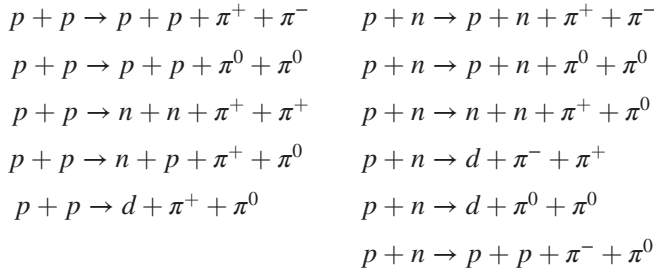 p + p → p + p + π⁺ + π⁻
p + p → p + p + π⁰ + π⁰
p + p → n + n + π⁺ + π⁺
p + p → n + p + π⁺ + π⁰
p + p → d + π⁺ + π⁰
p + n → p + n + π⁺ + π⁻
p + n → p + n + π⁰ + π⁰
p + n → n + n + π⁺ + π⁰
p + n → d + π⁻ + π⁺
p + n → d + π⁰ + π⁰
p + n → p + p + π⁻ + π⁰